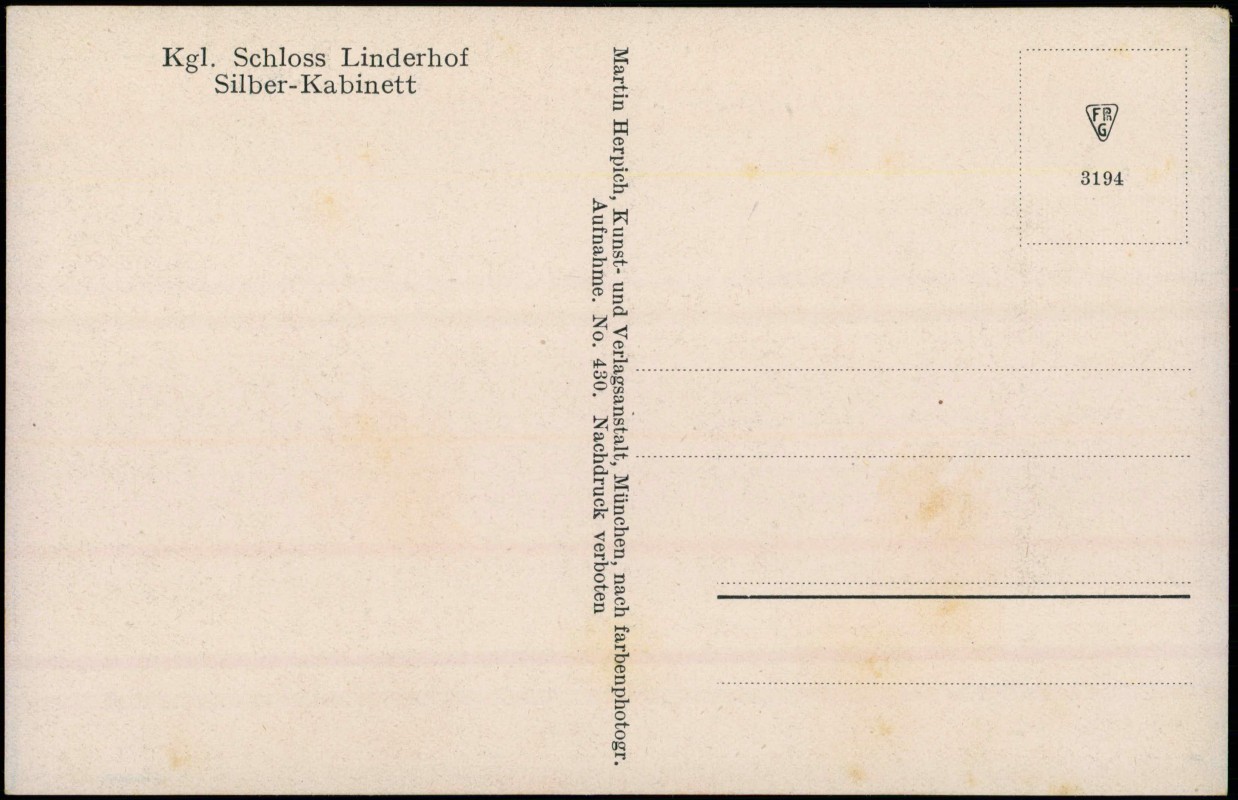 Kgl. Schloss Linderhof
Silber-Kabinett
Martin Herpich, Kunst- und Verlagsanstalt, München, nach farbenphotogr.
Aufnahme. No. 430. Nachdruck verboten
FPhG
3194